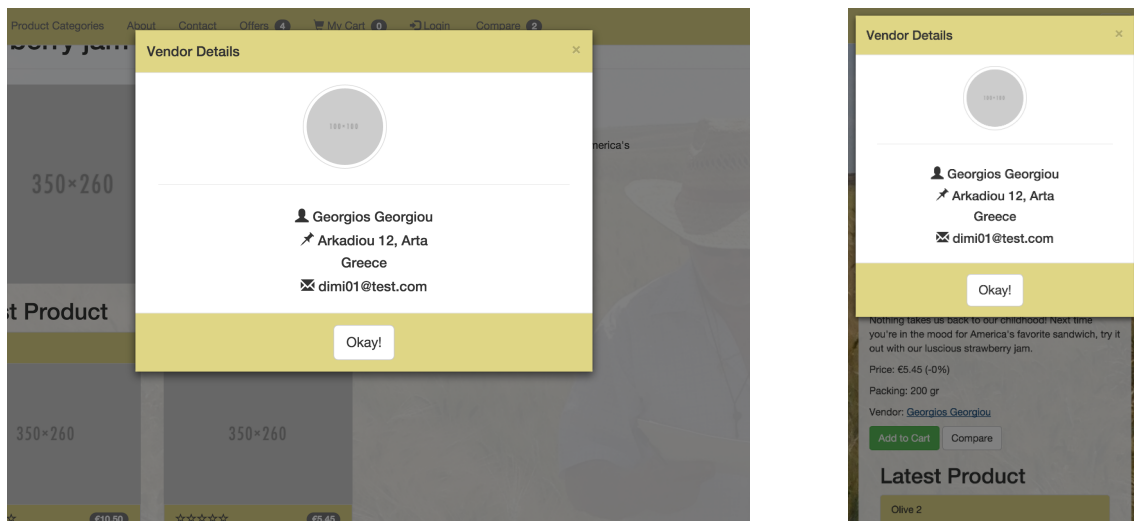 Product Categories About Contact Offers 4 My Cart 0 Login Compare 2
berry jam
Vendor Details ×
100×100
Georgios Georgiou
Arkadiou 12, Arta
Greece
dimi01@test.com
Okay!
merica's
350×260
st Product
350×260 350×260
€10.50 €5.45
Vendor Details ×
100×100
Georgios Georgiou
Arkadiou 12, Arta
Greece
dimi01@test.com
Okay!
Nothing takes us back to our childhood! Next time
you're in the mood for America's favorite sandwich, try it
out with our luscious strawberry jam.
Price: €5.45 (-0%)
Packing: 200 gr
Vendor: Georgios Georgiou
Add to Cart Compare
Latest Product
Olive 2